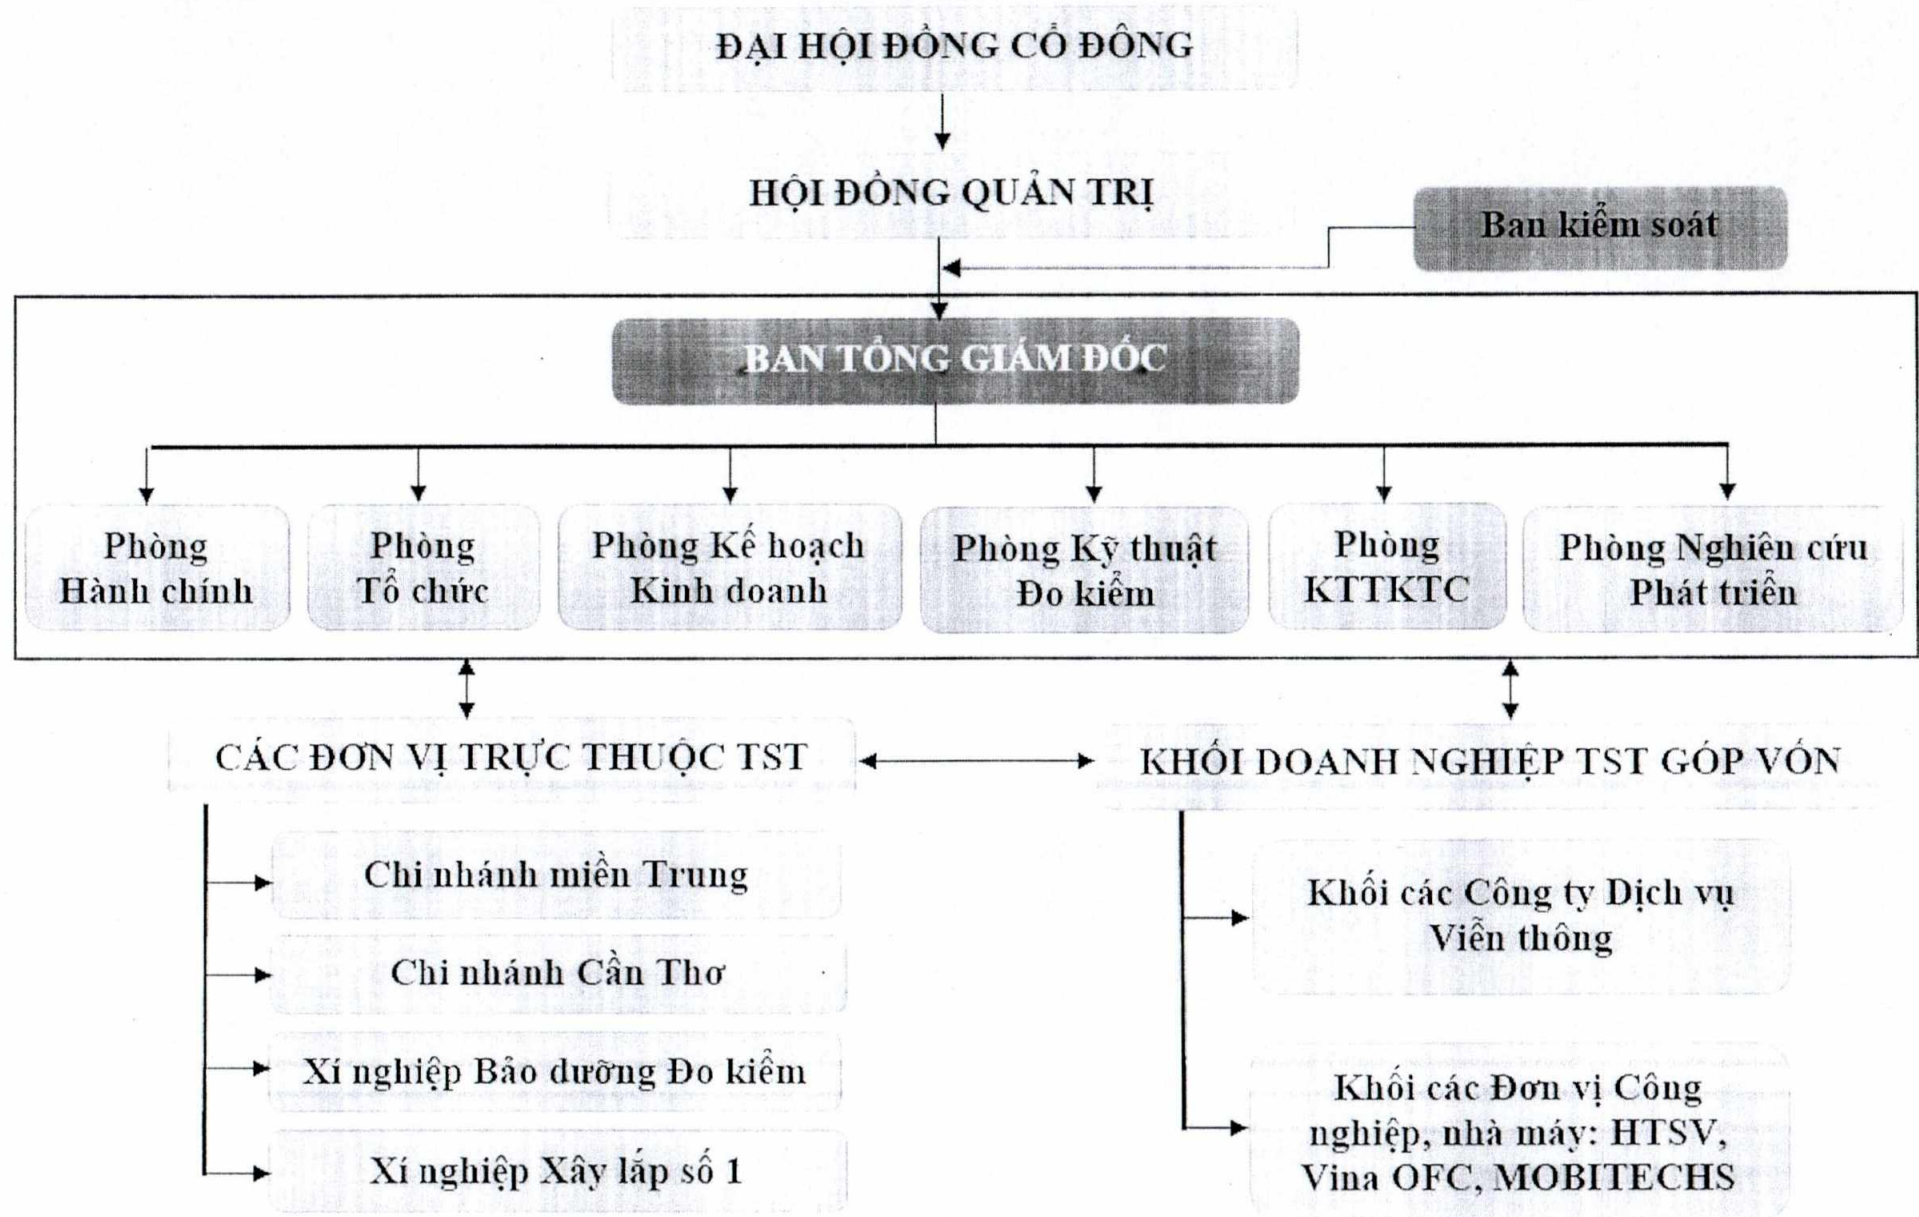 ĐẠI HỘI ĐỒNG CỔ ĐÔNG
HỘI ĐỒNG QUẢN TRỊ
Ban kiểm soát
BAN TỔNG GIÁM ĐỐC
Phòng
Hành chính
Phòng
Tổ chức
Phòng Kế hoạch
Kinh doanh
Phòng Kỹ thuật
Đo kiểm
Phòng
KTTKTC
Phòng Nghiên cứu
Phát triển
CÁC ĐƠN VỊ TRỰC THUỘC TST
KHỐI DOANH NGHIỆP TST GÓP VỐN
Chi nhánh miền Trung
Chi nhánh Cần Thơ
Xí nghiệp Bảo dưỡng Đo kiểm
Xí nghiệp Xây lắp số 1
Khối các Công ty Dịch vụ
Viễn thông
Khối các Đơn vị Công
nghiệp, nhà máy: HTSV,
Vina OFC, MOBITECHS